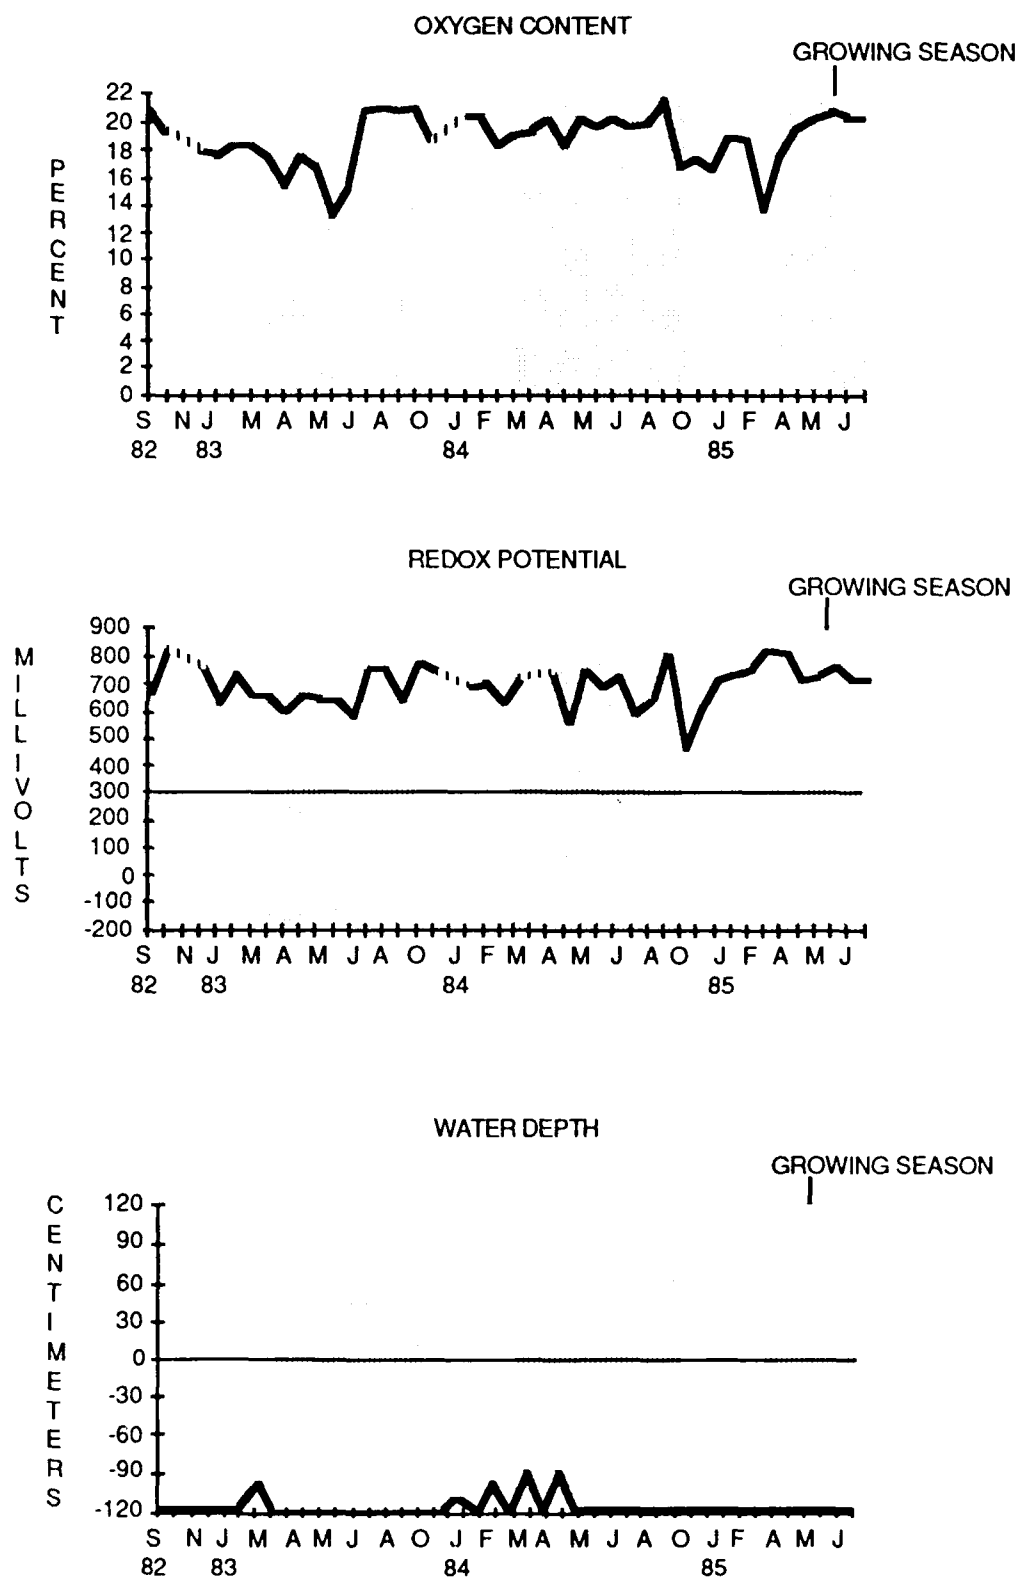 OXYGEN CONTENT
GROWING SEASON
PERCENT
22
20
18
16
14
12
10
8
6
4
2
0
S N J M A M J A O J F M A M J J A O J A M J
82 83 84 85
REDOX POTENTIAL
GROWING SEASON
MILLIVOLTS
900
800
700
600
500
400
300
200
100
0
-100
-200
S N J M A M J A O J F M A M J A O J A M J
82 83 84 85
WATER DEPTH
GROWING SEASON
CENTIMETERS
120
90
60
30
0
-30
-60
-90
-120
S N J M A M J A O J F M A M J A O J F A M J
82 83 84 85